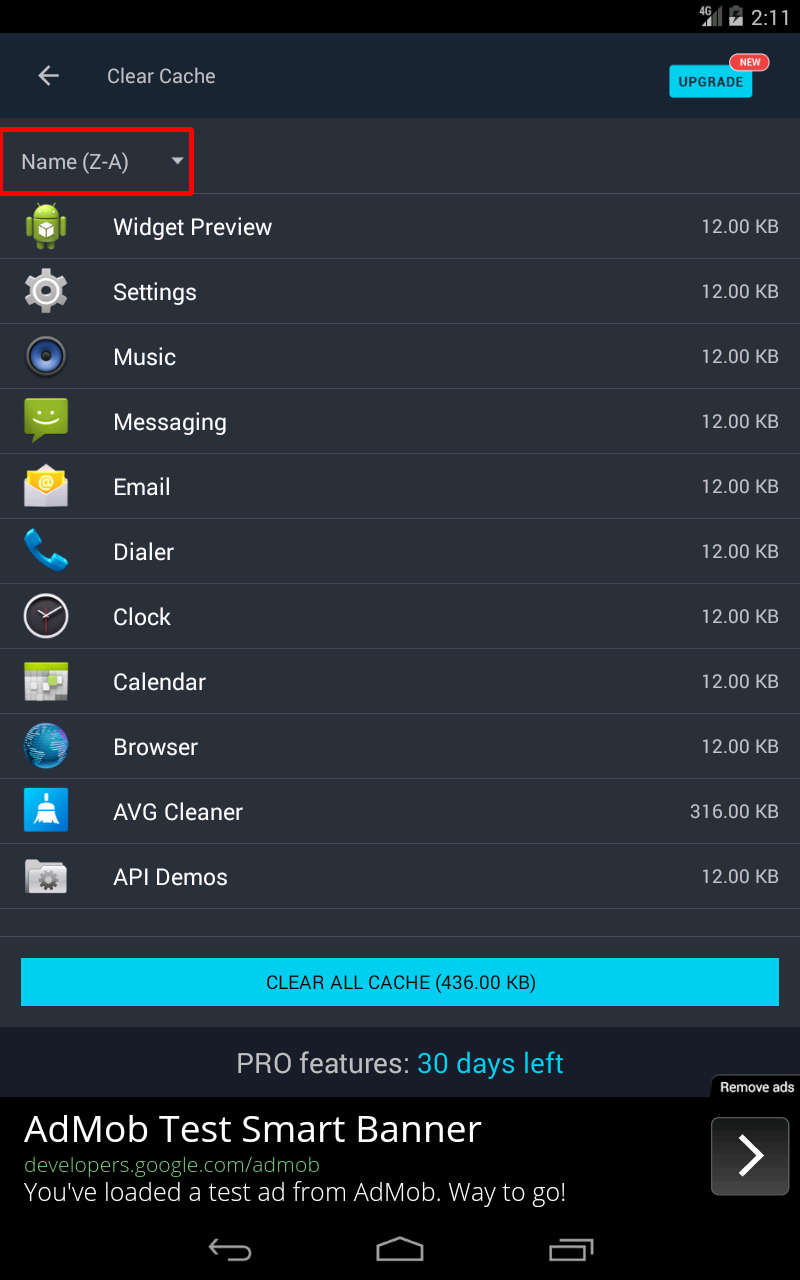 4G 2:11
Clear Cache
NEW
UPGRADE
Name (Z-A)
Widget Preview 12.00 KB
Settings 12.00 KB
Music 12.00 KB
Messaging 12.00 KB
Email 12.00 KB
Dialer 12.00 KB
Clock 12.00 KB
Calendar 12.00 KB
Browser 12.00 KB
AVG Cleaner 316.00 KB
API Demos 12.00 KB
CLEAR ALL CACHE (436.00 KB)
PRO features: 30 days left
Remove ads
AdMob Test Smart Banner
developers.google.com/admob
You've loaded a test ad from AdMob. Way to go!